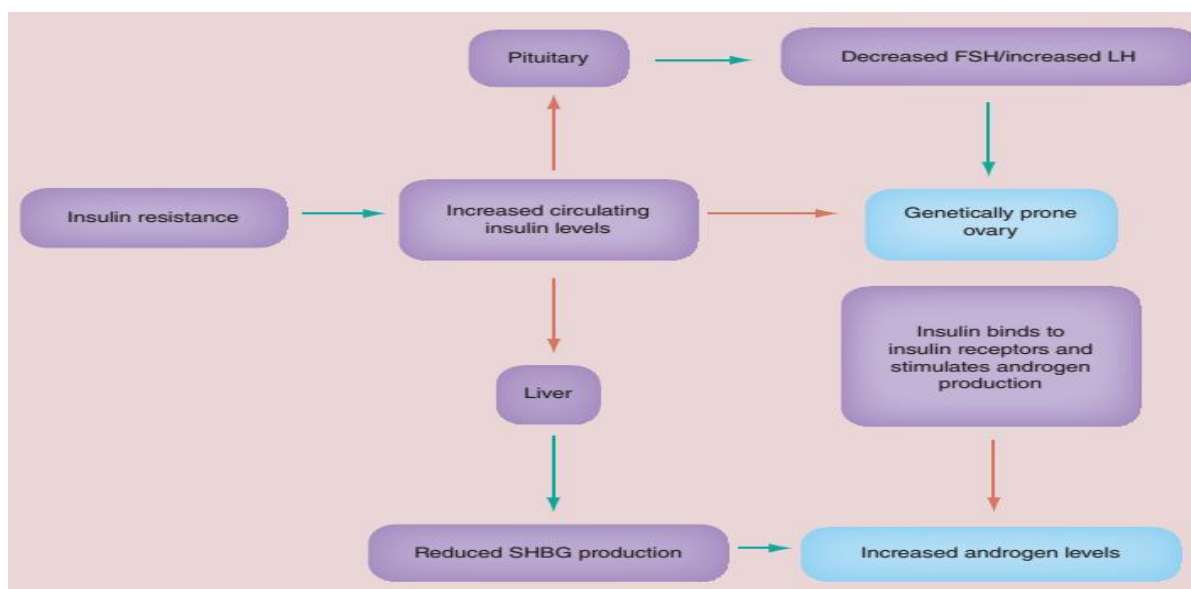 Pituitary
Decreased FSH/increased LH
Insulin resistance
Increased circulating
insulin levels
Genetically prone
ovary
Insulin binds to
insulin receptors and
stimulates androgen
production
Liver
Reduced SHBG production
Increased androgen levels